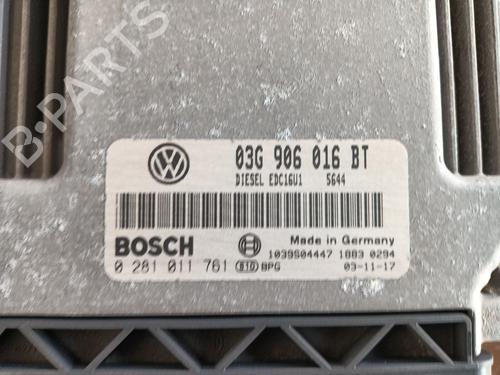 B-PARTS
03G 906 016 BT
DIESEL EDC16U1 5644
BOSCH
Made in Germany
1039S04447 1883 0294
0 281 011 761 810 BPG 03-11-17